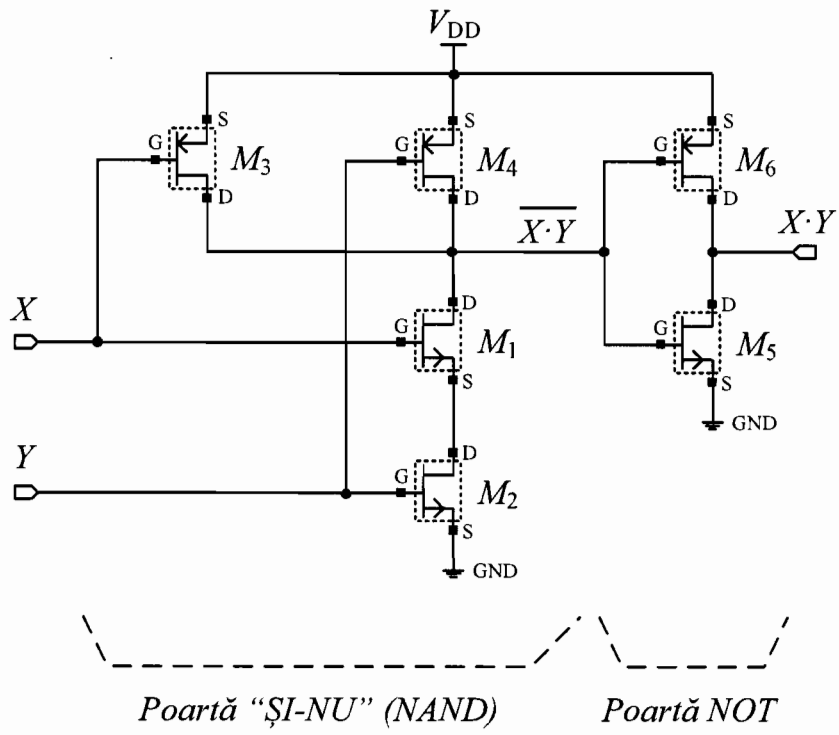 V_DD
S
G
M_3
D
S
G
M_4
D
S
G
M_6
D
\overline{X·Y}
X·Y
X
D
G
M_1
S
D
G
M_5
S
GND
Y
D
G
M_2
S
GND
Poartă “ȘI-NU” (NAND)
Poartă NOT